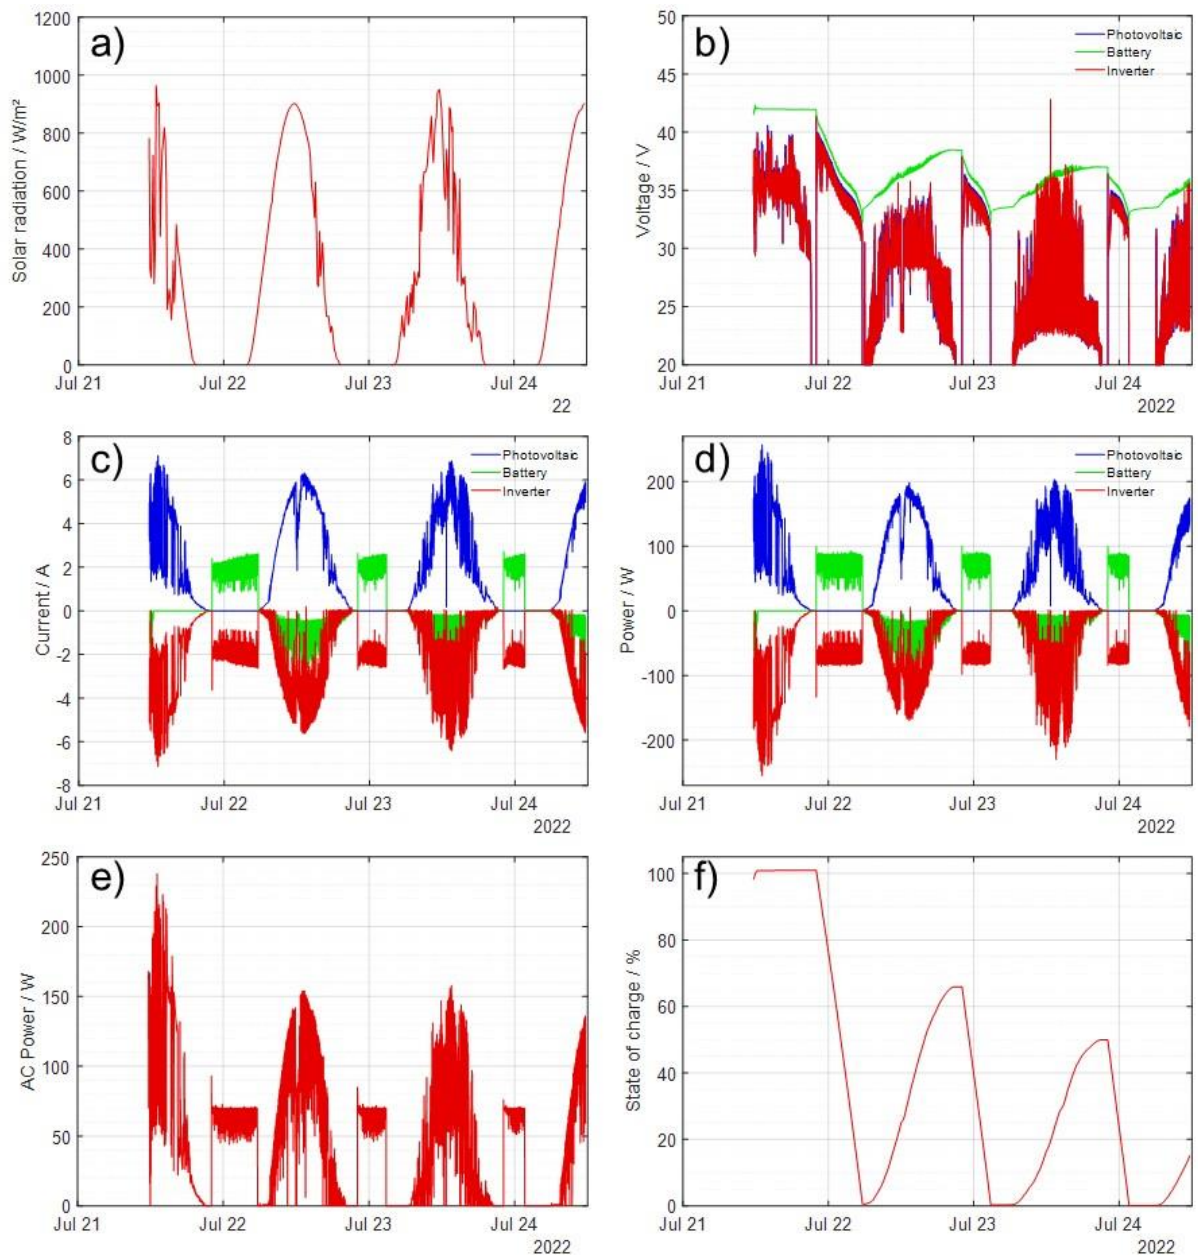 a)
Solar radiation / W/m²
1200
1000
800
600
400
200
0
Jul 21 Jul 22 Jul 23 Jul 24
22
b)
Photovoltaic
Battery
Inverter
Voltage / V
50
45
40
35
30
25
20
Jul 21 Jul 22 Jul 23 Jul 24
2022
c)
Photovoltaic
Battery
Inverter
Current / A
8
6
4
2
0
-2
-4
-6
-8
Jul 21 Jul 22 Jul 23 Jul 24
2022
d)
Photovoltaic
Battery
Inverter
Power / W
200
100
0
-100
-200
Jul 21 Jul 22 Jul 23 Jul 24
2022
e)
AC Power / W
250
200
150
100
50
0
Jul 21 Jul 22 Jul 23 Jul 24
2022
f)
State of charge / %
100
80
60
40
20
0
Jul 21 Jul 22 Jul 23 Jul 24
2022